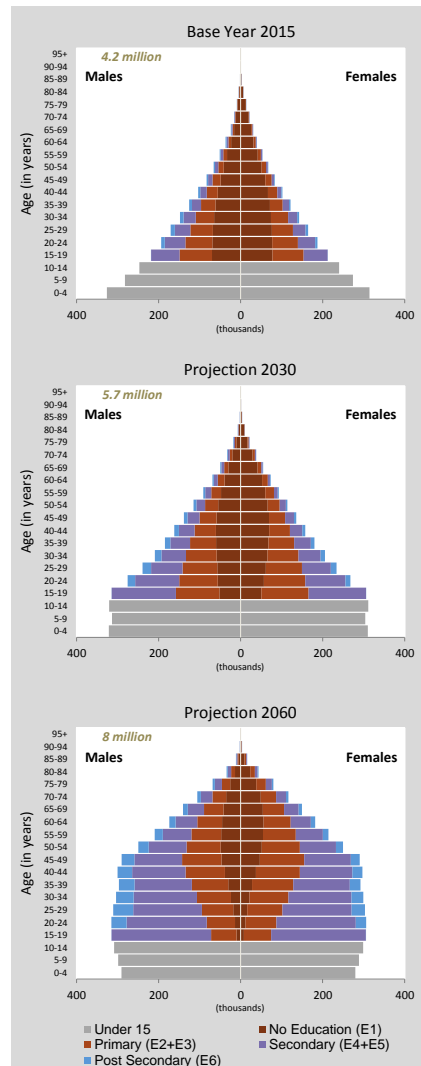 Base Year 2015
4.2 million
Males
Females
Age (in years)
95+
90-94
85-89
80-84
75-79
70-74
65-69
60-64
55-59
50-54
45-49
40-44
35-39
30-34
25-29
20-24
15-19
10-14
5-9
0-4
400 200 0 200 400
(thousands)
Projection 2030
5.7 million
Males
Females
Age (in years)
95+
90-94
85-89
80-84
75-79
70-74
65-69
60-64
55-59
50-54
45-49
40-44
35-39
30-34
25-29
20-24
15-19
10-14
5-9
0-4
400 200 0 200 400
(thousands)
Projection 2060
8 million
Males
Females
Age (in years)
95+
90-94
85-89
80-84
75-79
70-74
65-69
60-64
55-59
50-54
45-49
40-44
35-39
30-34
25-29
20-24
15-19
10-14
5-9
0-4
400 200 0 200 400
(thousands)
Under 15 No Education (E1)
Primary (E2+E3) Secondary (E4+E5)
Post Secondary (E6)